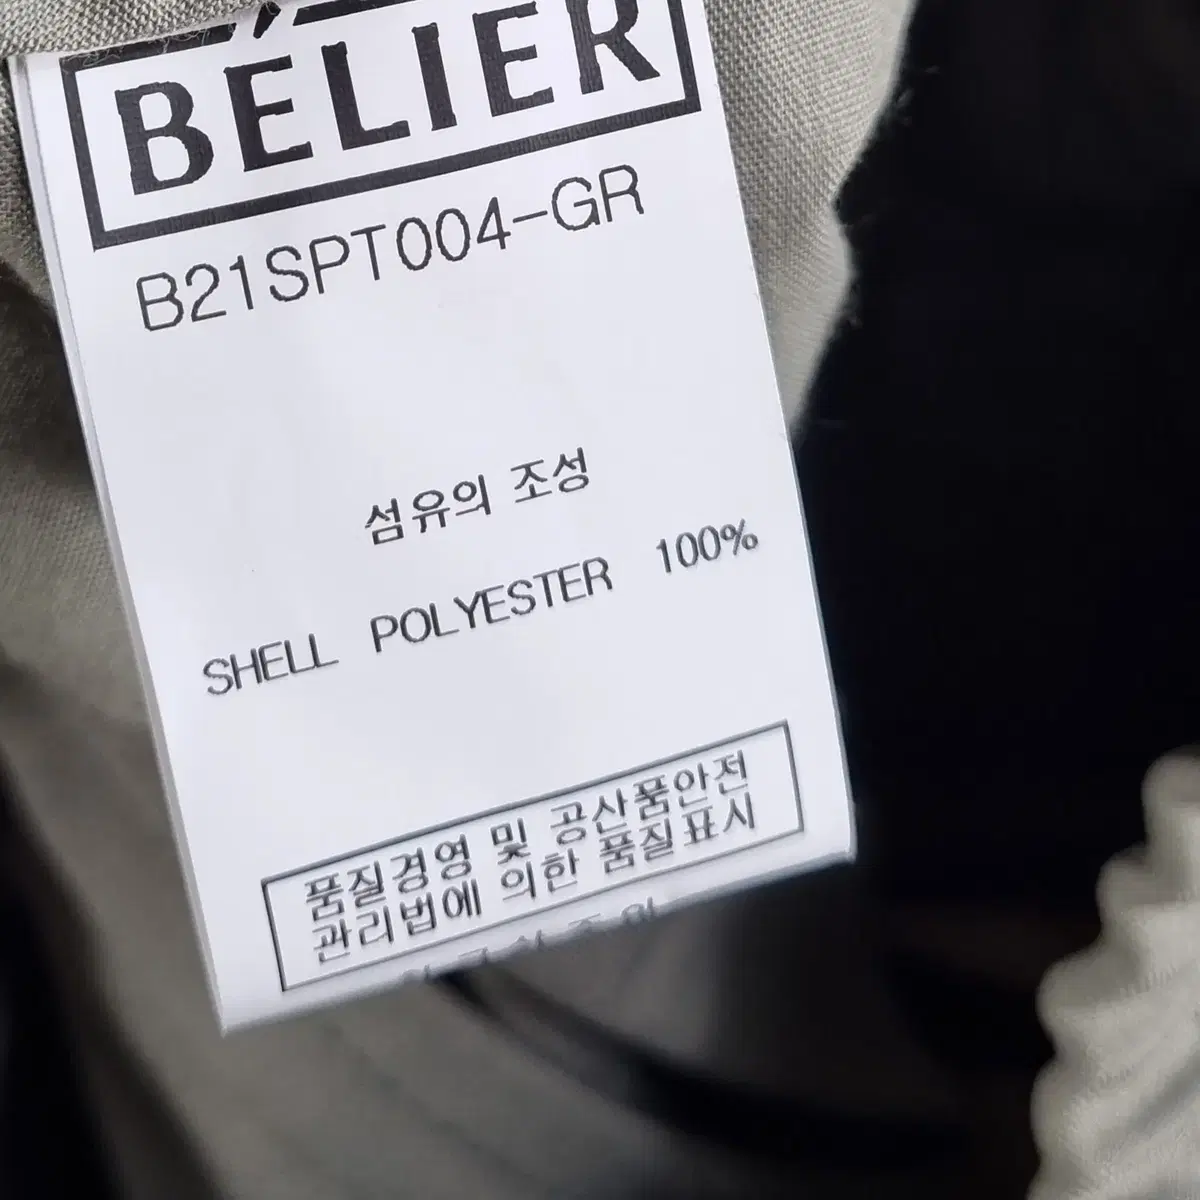 BÉLIER
B21SPT004-GR
섬유의 조성
SHELL POLYESTER 100%
품질경영 및 공산품안전
관리법에 의한 품질표시